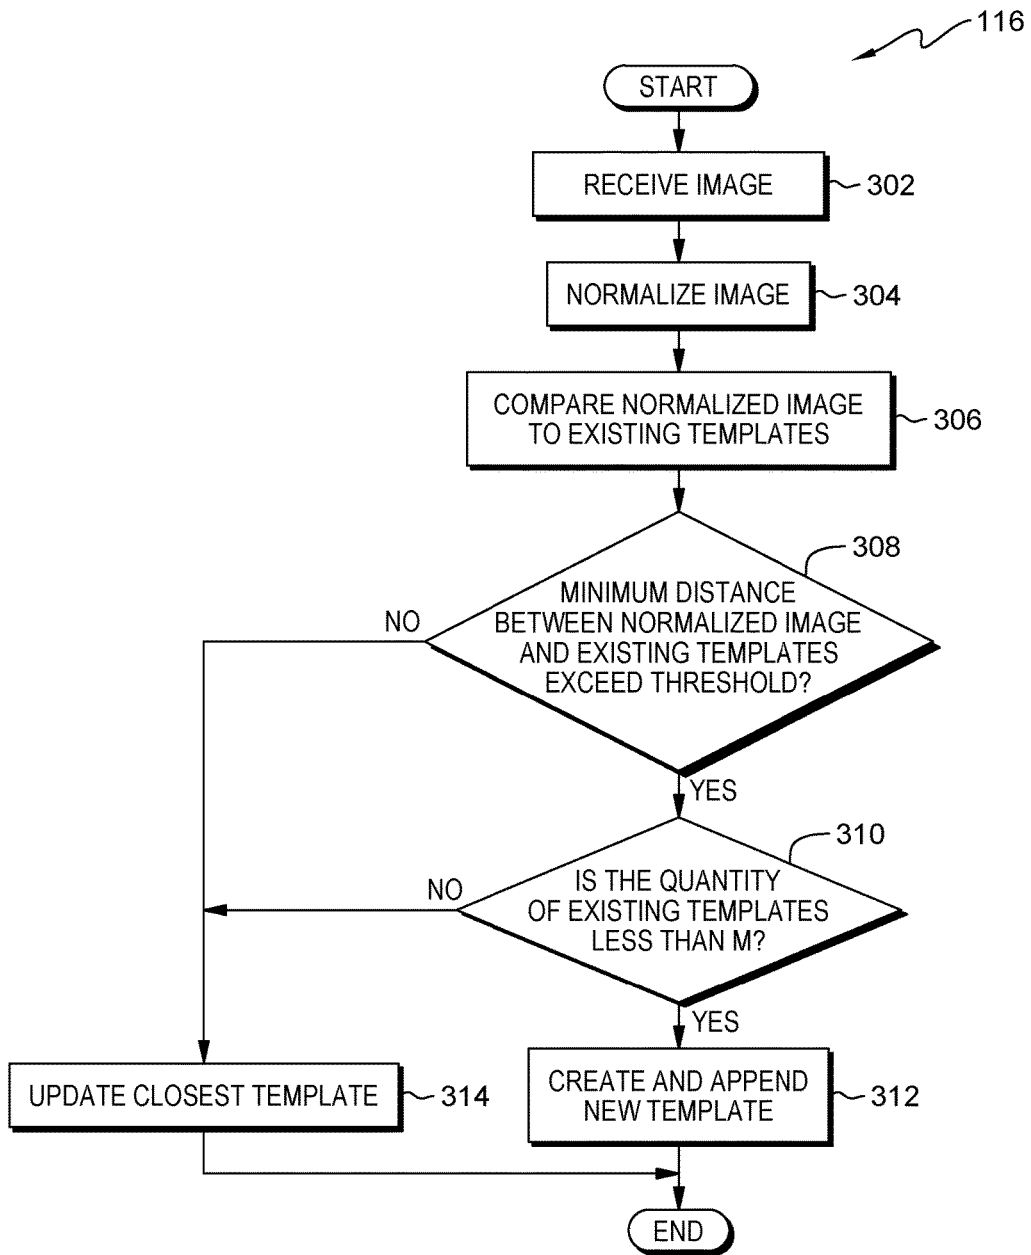 116
START
RECEIVE IMAGE
302
NORMALIZE IMAGE
304
COMPARE NORMALIZED IMAGE
TO EXISTING TEMPLATES
306
308
MINIMUM DISTANCE
BETWEEN NORMALIZED IMAGE
AND EXISTING TEMPLATES
EXCEED THRESHOLD?
NO
YES
310
IS THE QUANTITY
OF EXISTING TEMPLATES
LESS THAN M?
NO
YES
UPDATE CLOSEST TEMPLATE
314
CREATE AND APPEND
NEW TEMPLATE
312
END